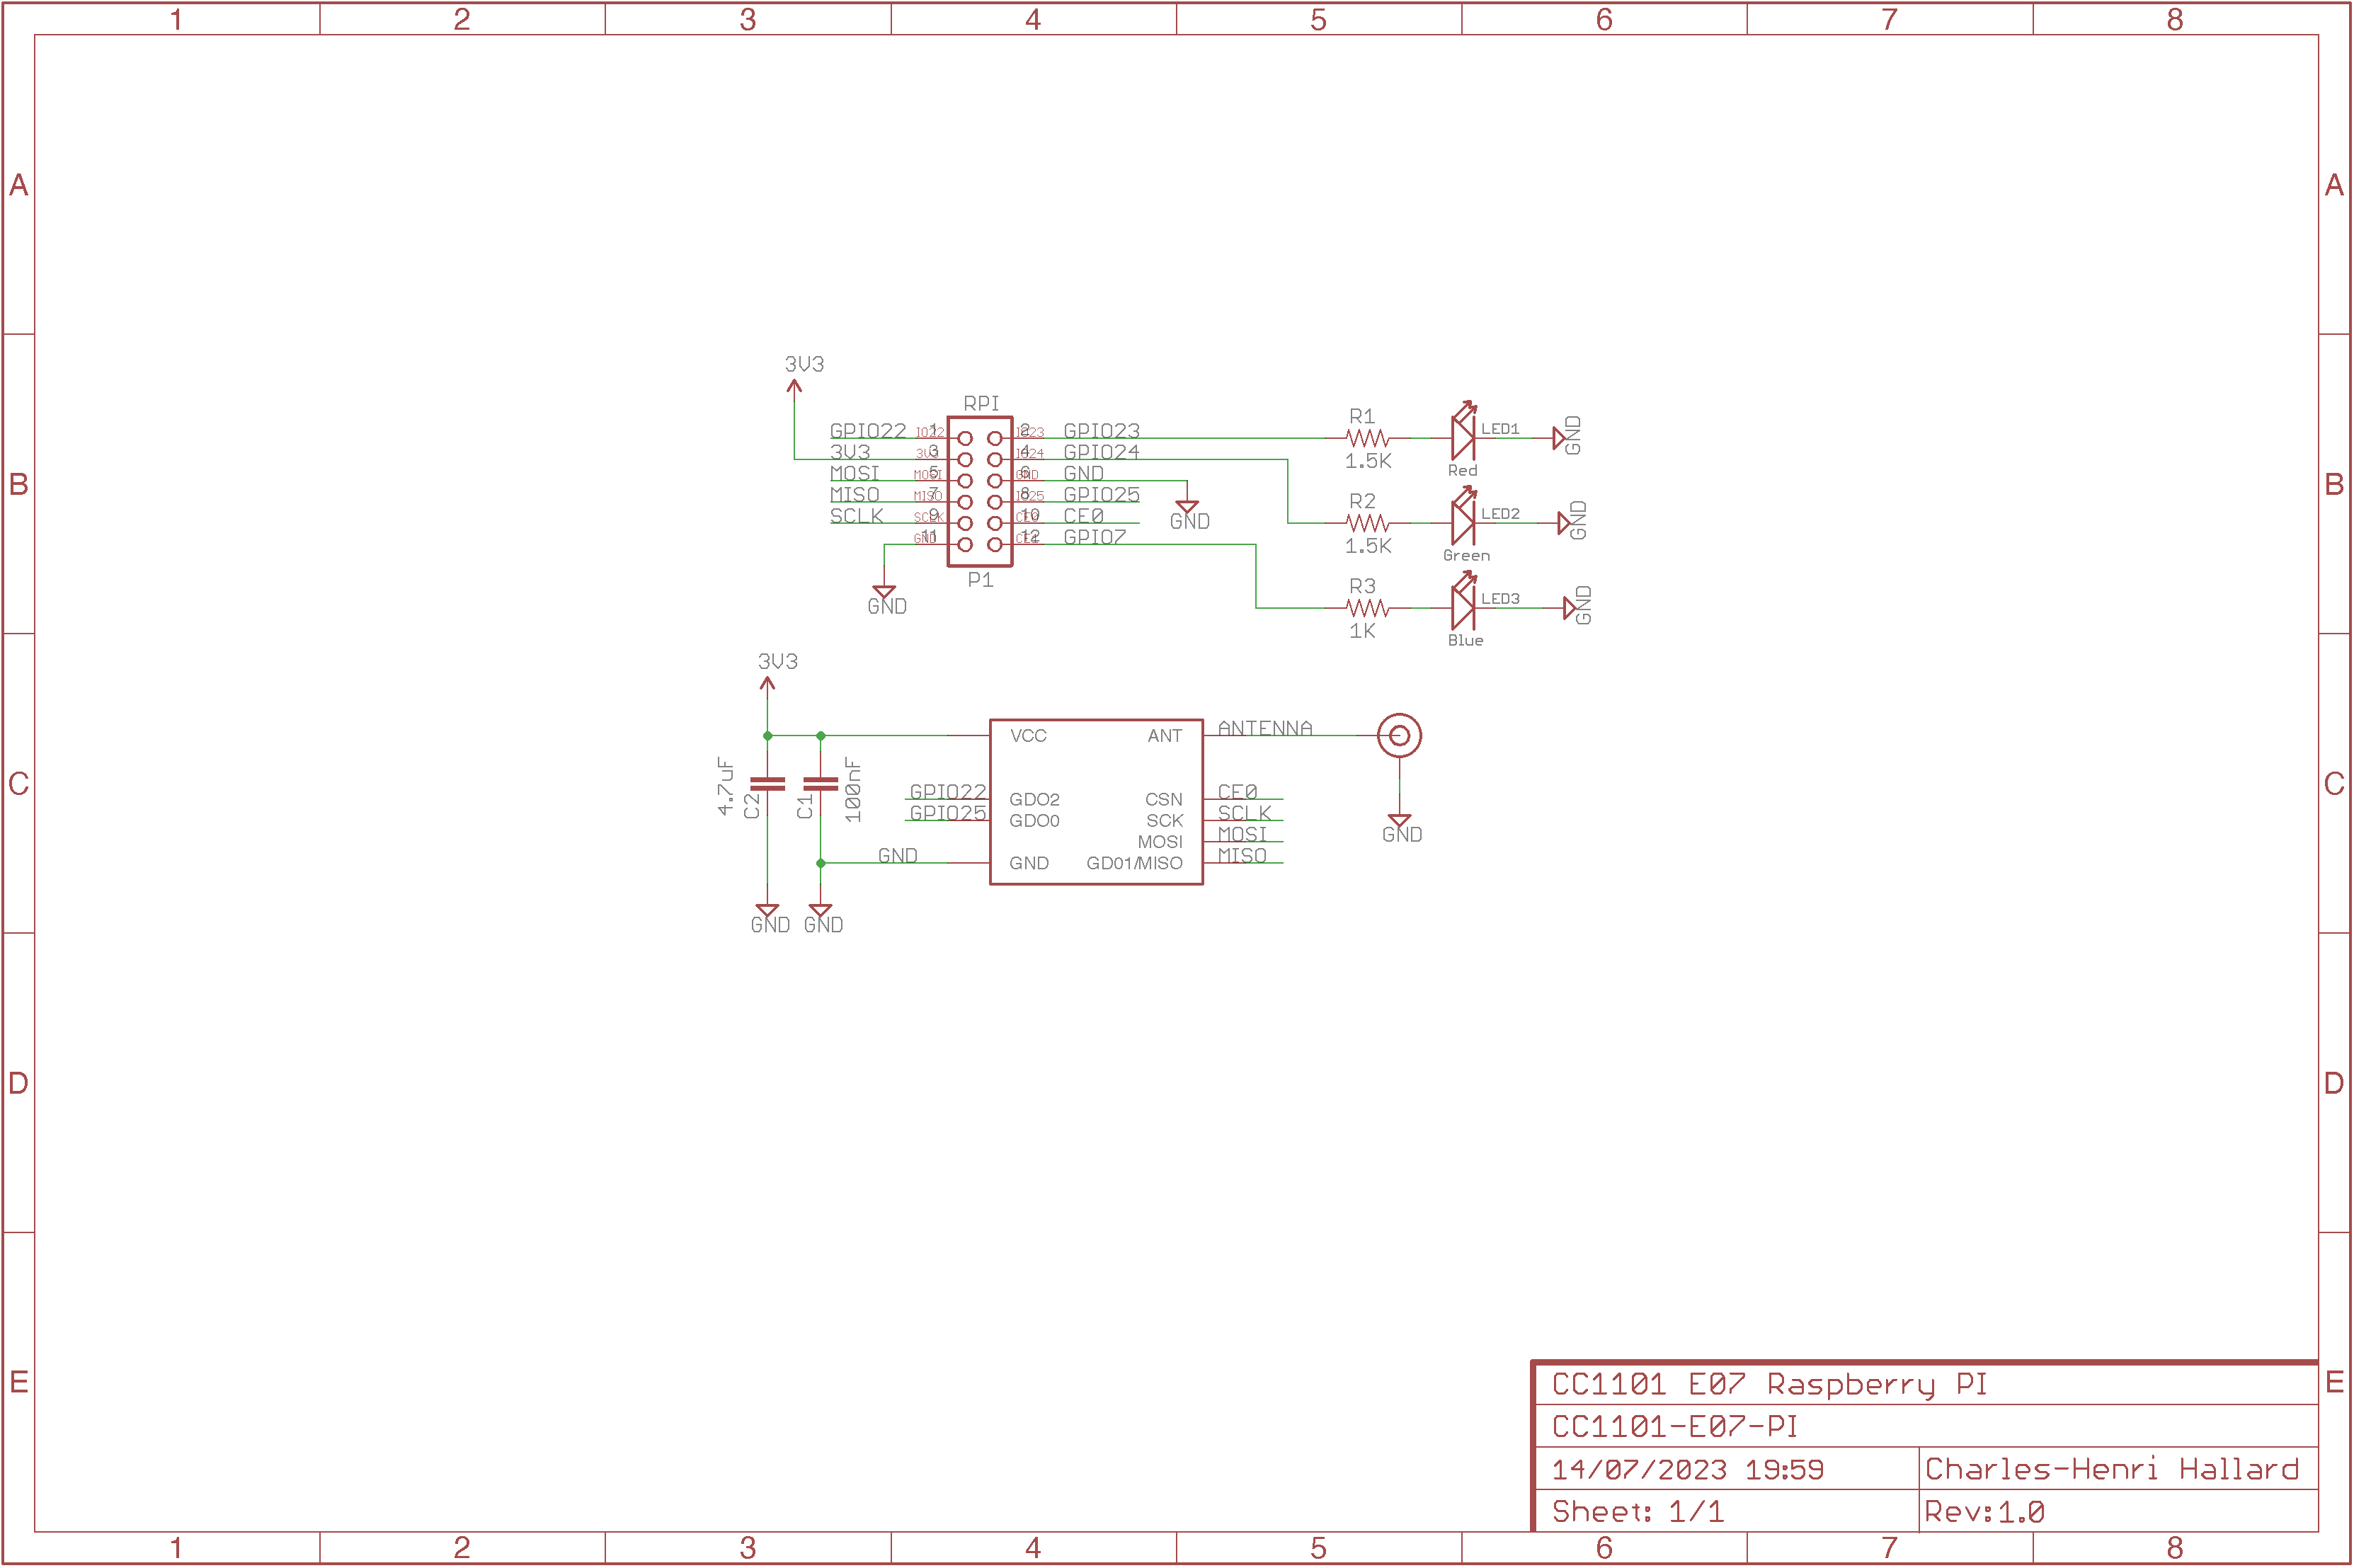 1 2 3 4 5 6 7 8
A A
3V3
RPI
GPIO22 IO22 1 2 IO23 GPIO23
3V3 3V3 3 4 IO24 GPIO24
MOSI MOSI 5 6 GND GND
MISO MISO 7 8 IO25 GPIO25
SCLK SCLK 9 10 CE0 CE0
GND 11 12 CE1 GPIO7
P1
GND
GND
R1
1.5K
LED1
Red
GND
R2
1.5K
LED2
Green
GND
R3
1K
LED3
Blue
GND
B B
3V3
4.7uF
C2
C1
100nF
GND GND
GND
GPIO22
GPIO25
VCC ANT
GDO2 CSN
GDO0 SCK
MOSI
GND GD01/MISO
ANTENNA
CE0
SCLK
MOSI
MISO
GND
C C
D D
E E
CC1101 E07 Raspberry PI
CC1101-E07-PI
14/07/2023 19:59 Charles-Henri Hallard
Sheet: 1/1 Rev:1.0
1 2 3 4 5 6 7 8